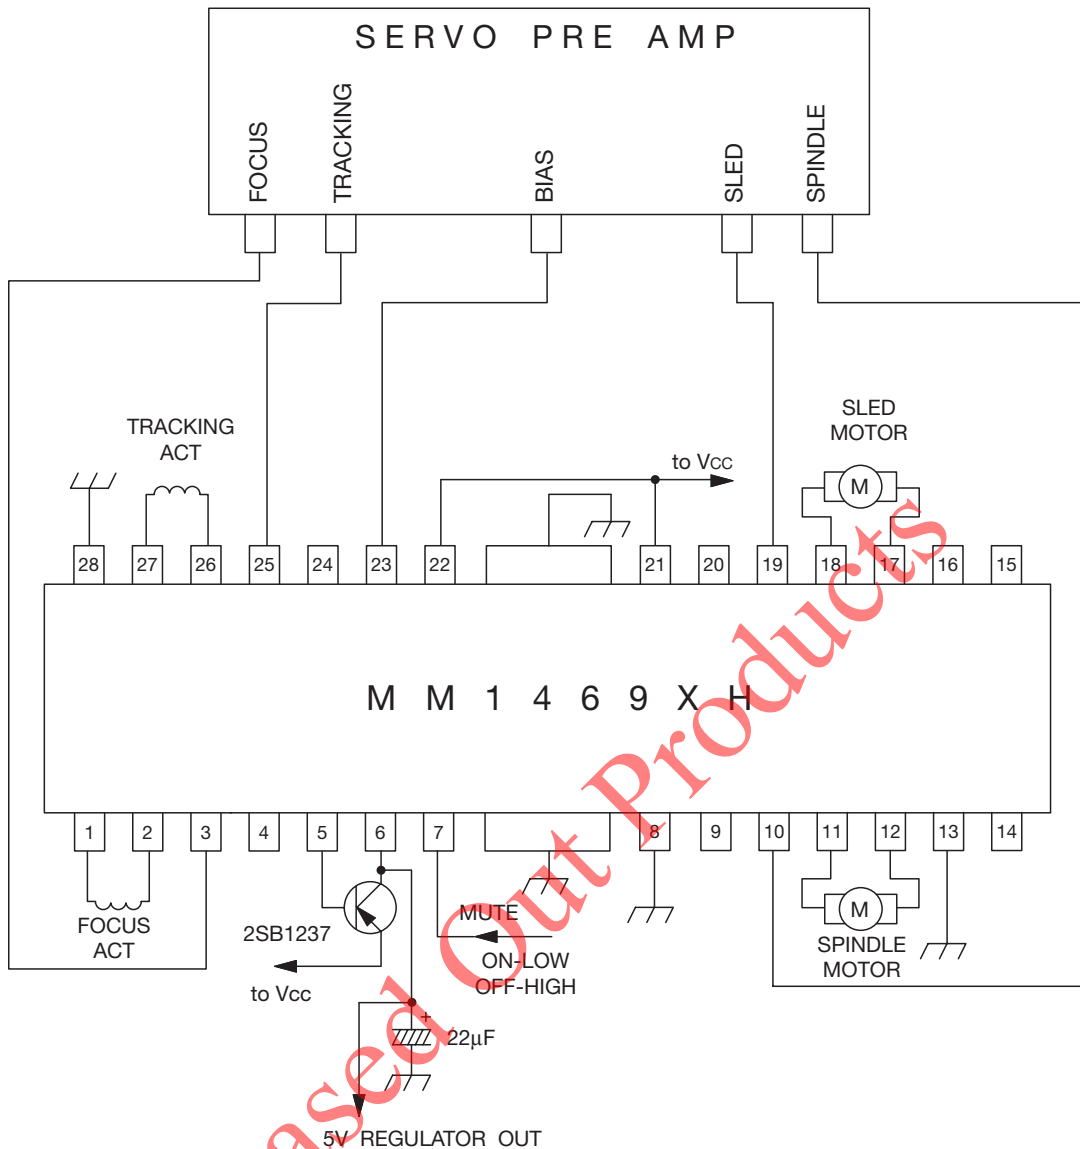 SERVO PRE AMP
FOCUS
TRACKING
BIAS
SLED
SPINDLE
TRACKING
ACT
to Vcc
SLED
MOTOR
M
28
27
26
25
24
23
22
21
20
19
18
17
16
15
MM1469XH
1
2
3
4
5
6
7
8
9
10
11
12
13
14
FOCUS
ACT
2SB1237
to Vcc
MUTE
ON-LOW
OFF-HIGH
M
SPINDLE
MOTOR
+
22μF
5V REGULATOR OUT
Out Products